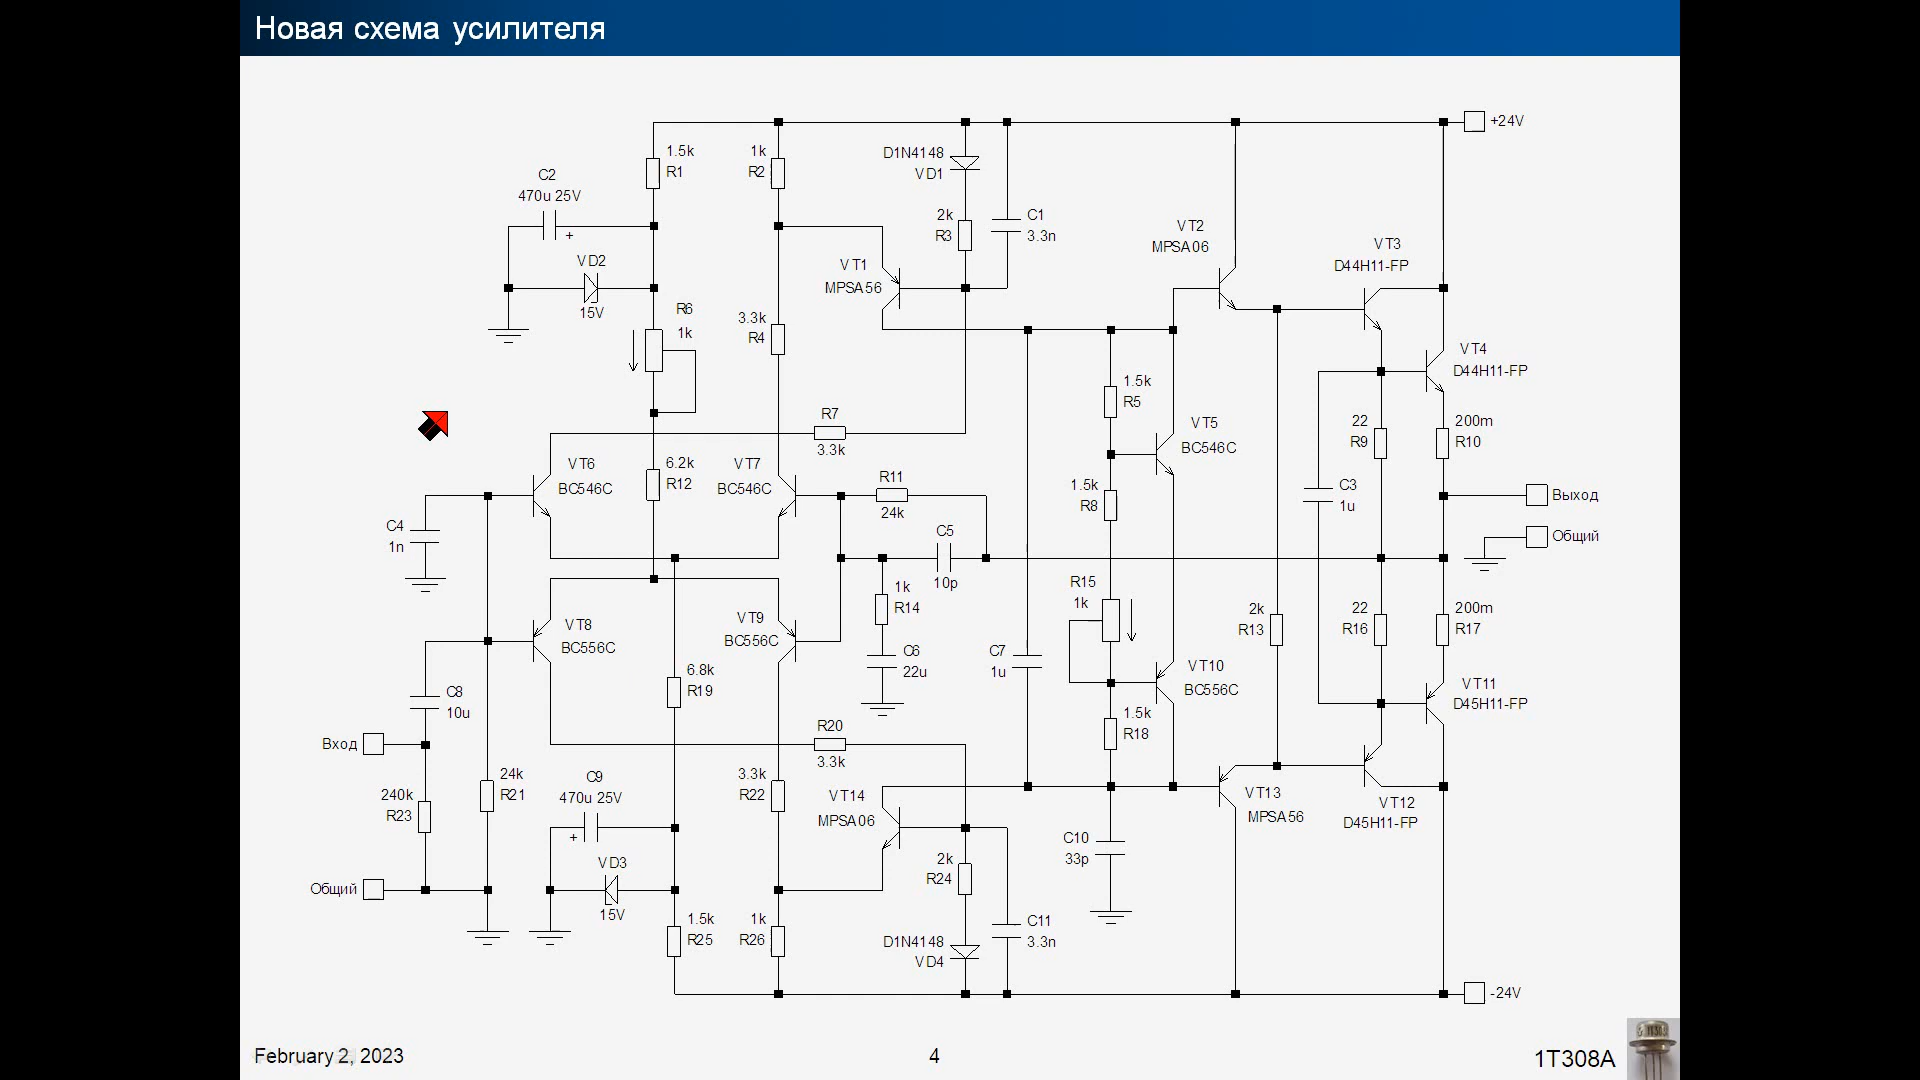 Новая схема усилителя
+24V
1.5k
R1
1k
R2
D1N4148
VD1
C2
470u 25V
+
2k
R3
C1
3.3n
VT2
MPSA06
VT3
D44H11-FP
VD2
15V
VT1
MPSA56
R6
1k
3.3k
R4
VT4
D44H11-FP
1.5k
R5
R7
3.3k
VT5
BC546C
22
R9
200m
R10
VT6
BC546C
6.2k
R12
VT7
BC546C
R11
24k
1.5k
R8
C3
1u
Выход
C4
1n
C5
10p
Общий
R15
1k
1k
R14
2k
R13
22
R16
200m
R17
VT8
BC556C
VT9
BC556C
C6
22u
C7
1u
VT10
BC556C
VT11
D45H11-FP
6.8k
R19
C8
10u
1.5k
R18
R20
3.3k
Вход
24k
R21
C9
470u 25V
+
3.3k
R22
VT14
MPSA06
VT13
MPSA56
VT12
D45H11-FP
240k
R23
C10
33p
VD3
15V
2k
R24
Общий
1.5k
R25
1k
R26
D1N4148
VD4
C11
3.3n
-24V
February 2, 2023
4
1T308A